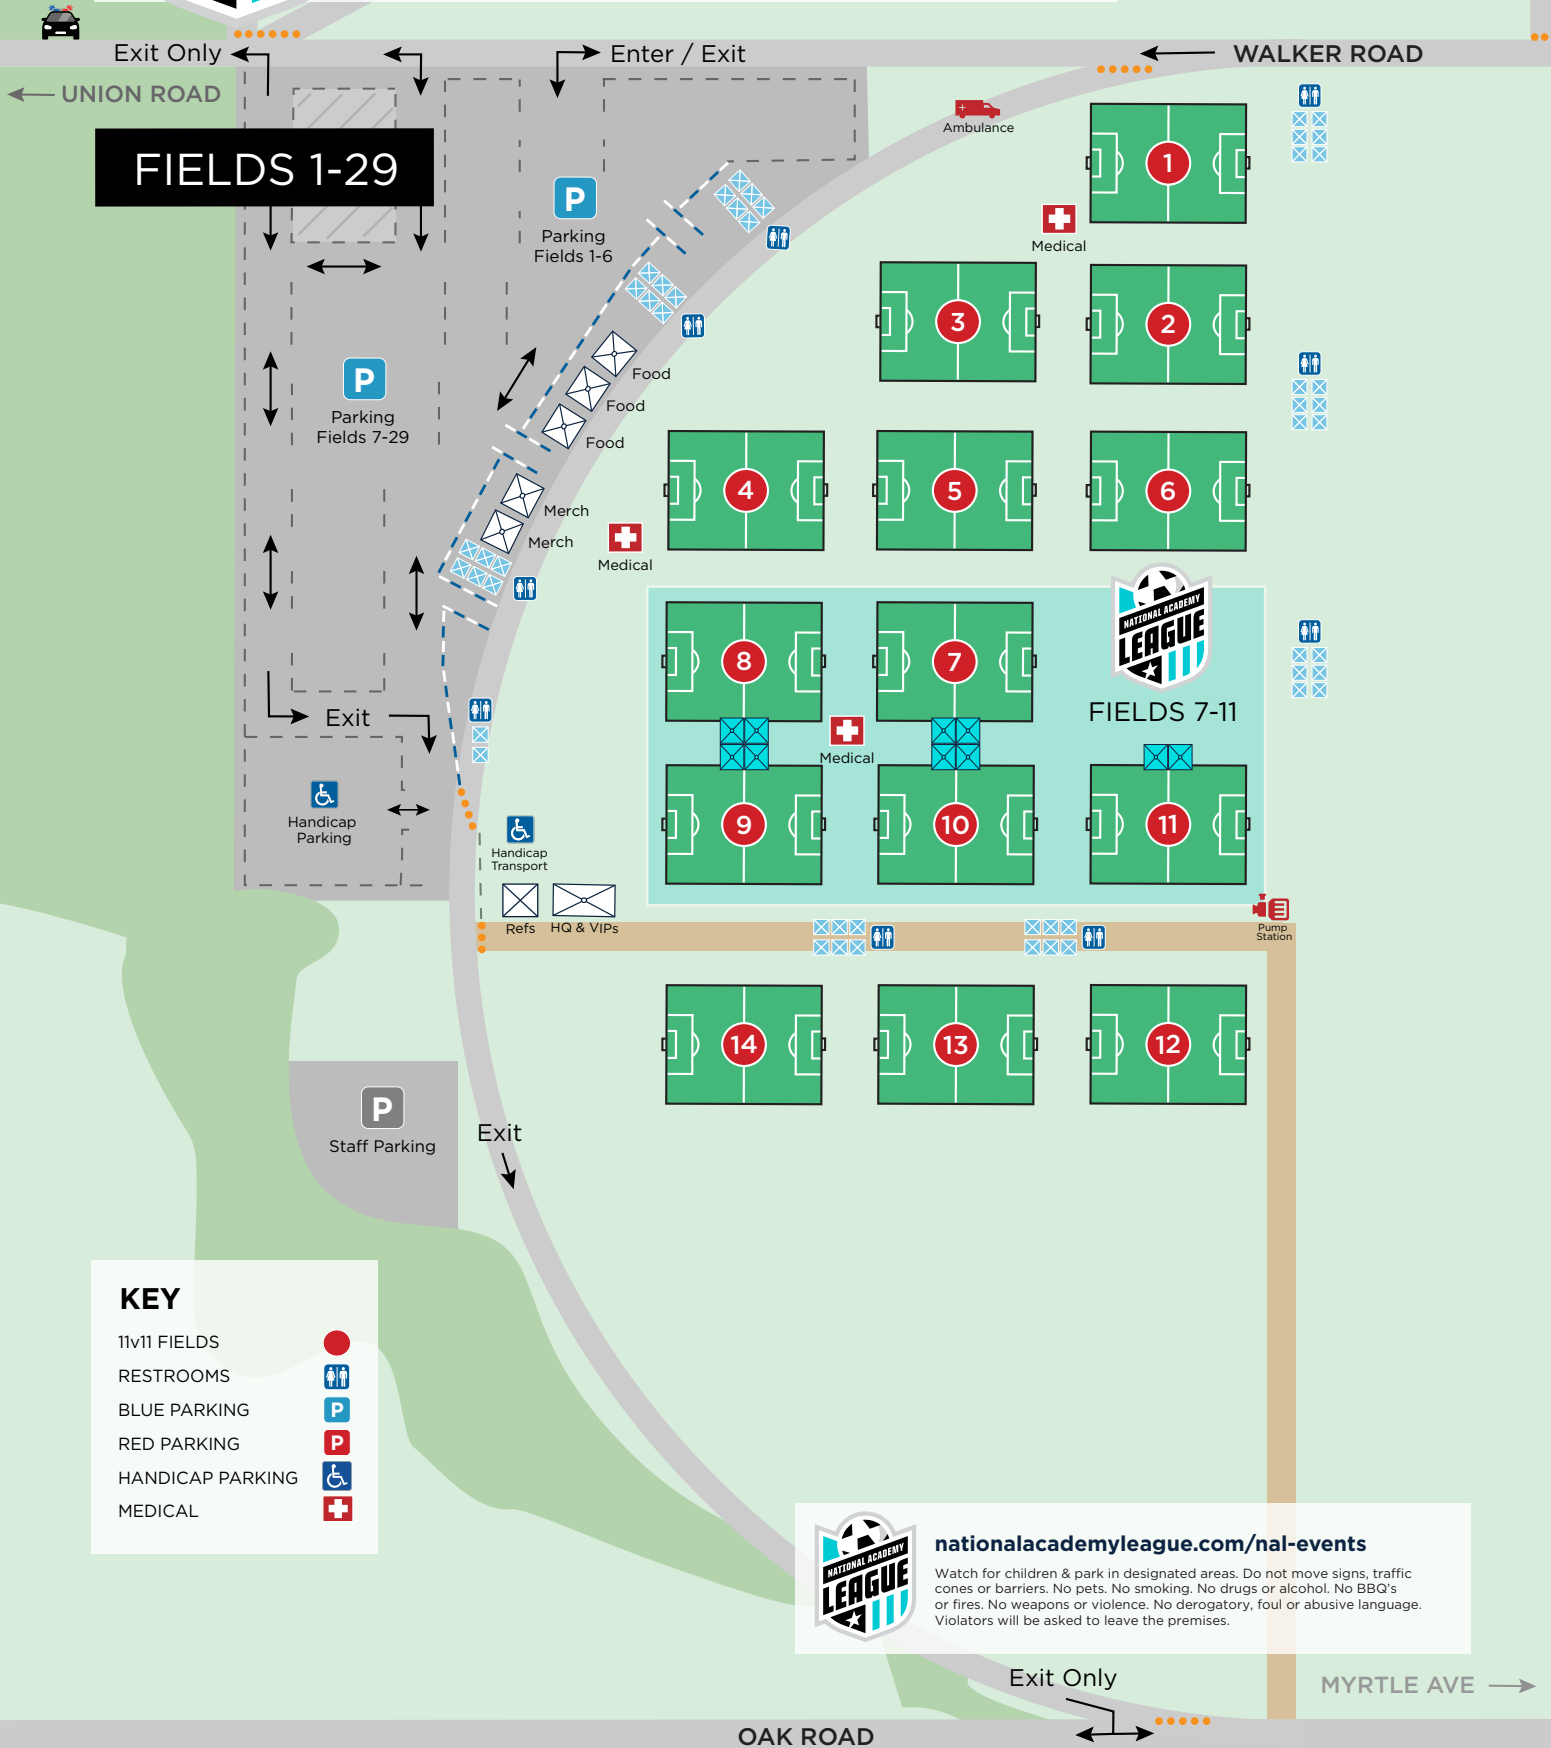 Exit Only
Enter / Exit
WALKER ROAD
UNION ROAD
FIELDS 1-29
Ambulance
1
P
Parking
Fields 1-6
Medical
3
2
P
Parking
Fields 7-29
Food
Food
Food
4
5
6
Merch
Merch
Medical
NATIONAL ACADEMY
LEAGUE
8
7
FIELDS 7-11
Exit
Medical
Handicap
Parking
9
10
11
Handicap
Transport
Refs
HQ & VIPs
Pump
Station
14
13
12
P
Staff Parking
Exit
KEY
11v11 FIELDS
RESTROOMS
BLUE PARKING
P
RED PARKING
P
HANDICAP PARKING
MEDICAL
NATIONAL ACADEMY
LEAGUE
nationalacademyleague.com/nal-events
Watch for children & park in designated areas. Do not move signs, traffic
cones or barriers. No pets. No smoking. No drugs or alcohol. No BBQ's
or fires. No weapons or violence. No derogatory, foul or abusive language.
Violators will be asked to leave the premises.
Exit Only
MYRTLE AVE
OAK ROAD